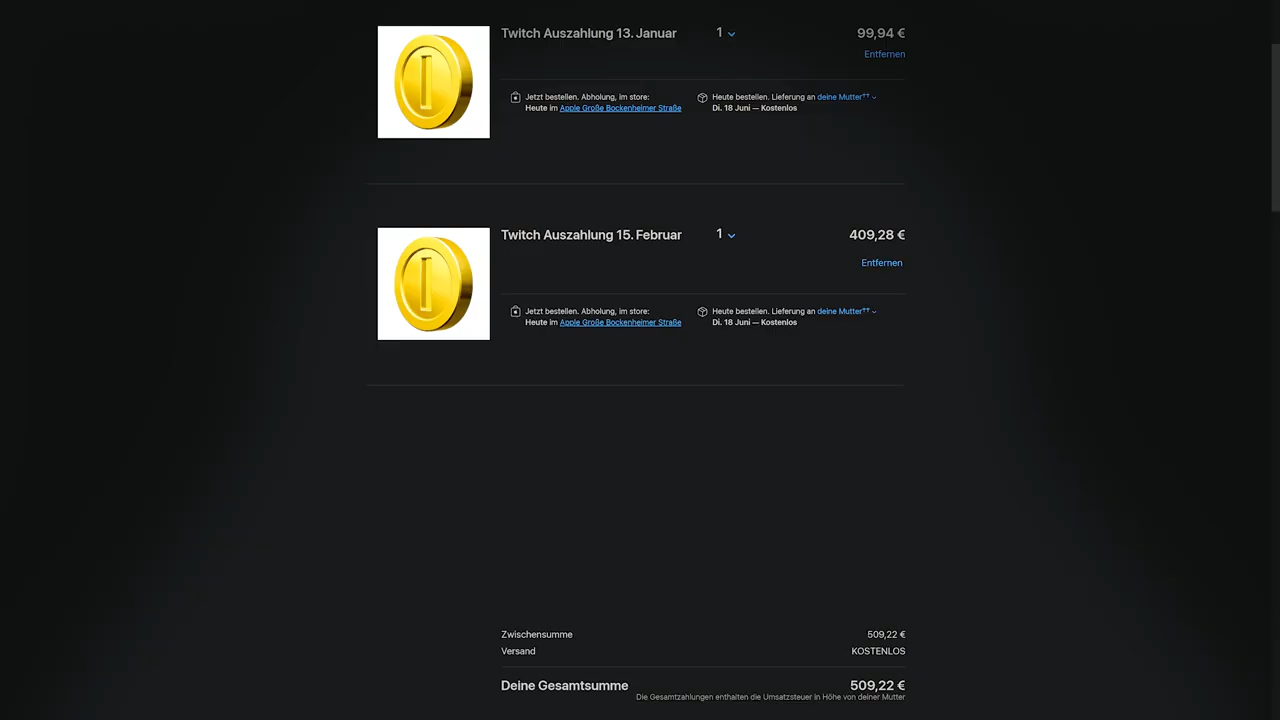 Twitch Auszahlung 13. Januar 1 99,94 €
Entfernen
Jetzt bestellen. Abholung, im store:
Heute im Apple Große Bockenheimer Straße
Heute bestellen. Lieferung an deine Mutter††
Di. 18 Juni — Kostenlos
Twitch Auszahlung 15. Februar 1 409,28 €
Entfernen
Jetzt bestellen. Abholung, im store:
Heute im Apple Große Bockenheimer Straße
Heute bestellen. Lieferung an deine Mutter††
Di. 18 Juni — Kostenlos
Zwischensumme 509,22 €
Versand KOSTENLOS
Deine Gesamtsumme 509,22 €
Die Gesamtzahlungen enthalten die Umsatzsteuer in Höhe von deiner Mutter